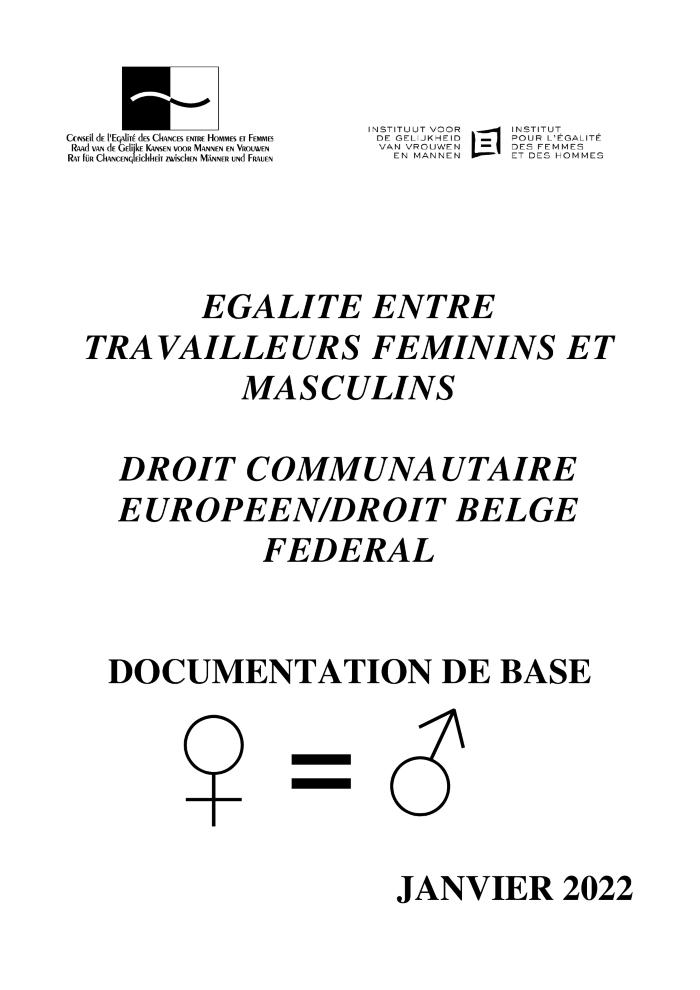 Conseil de l'Egalité des Chances entre Hommes et Femmes
Raad van de Gelijke Kansen voor Mannen en Vrouwen
Rat für Chancengleichheit zwischen Männer und Frauen
INSTITUUT VOOR
DE GELIJKHEID
VAN VROUWEN
EN MANNEN
INSTITUT
POUR L'ÉGALITÉ
DES FEMMES
ET DES HOMMES
EGALITE ENTRE
TRAVAILLEURS FEMININS ET
MASCULINS
DROIT COMMUNAUTAIRE
EUROPEEN/DROIT BELGE
FEDERAL
DOCUMENTATION DE BASE
=
JANVIER 2022